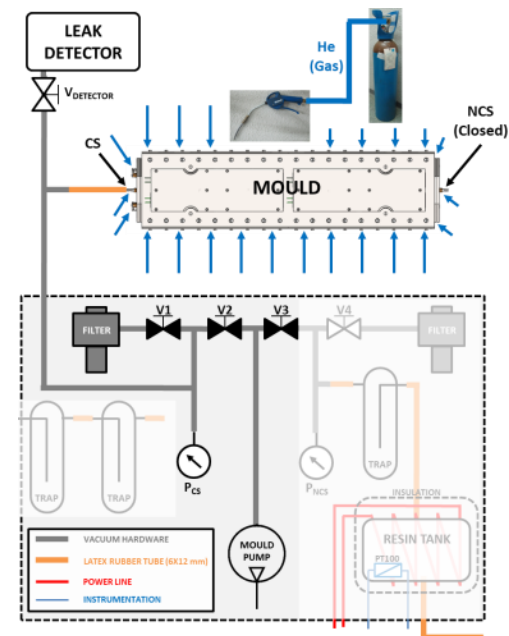 LEAK
DETECTOR
VDETECTOR
He
(Gas)
NCS
(Closed)
CS
MOULD
V1
V2
V3
V4
FILTER
FILTER
TRAP
TRAP
PCS
PNCS
TRAP
INSULATION
RESIN TANK
PT100
MOULD
PUMP
VACUUM HARDWARE
LATEX RUBBER TUBE (6X12 mm)
POWER LINE
INSTRUMENTATION